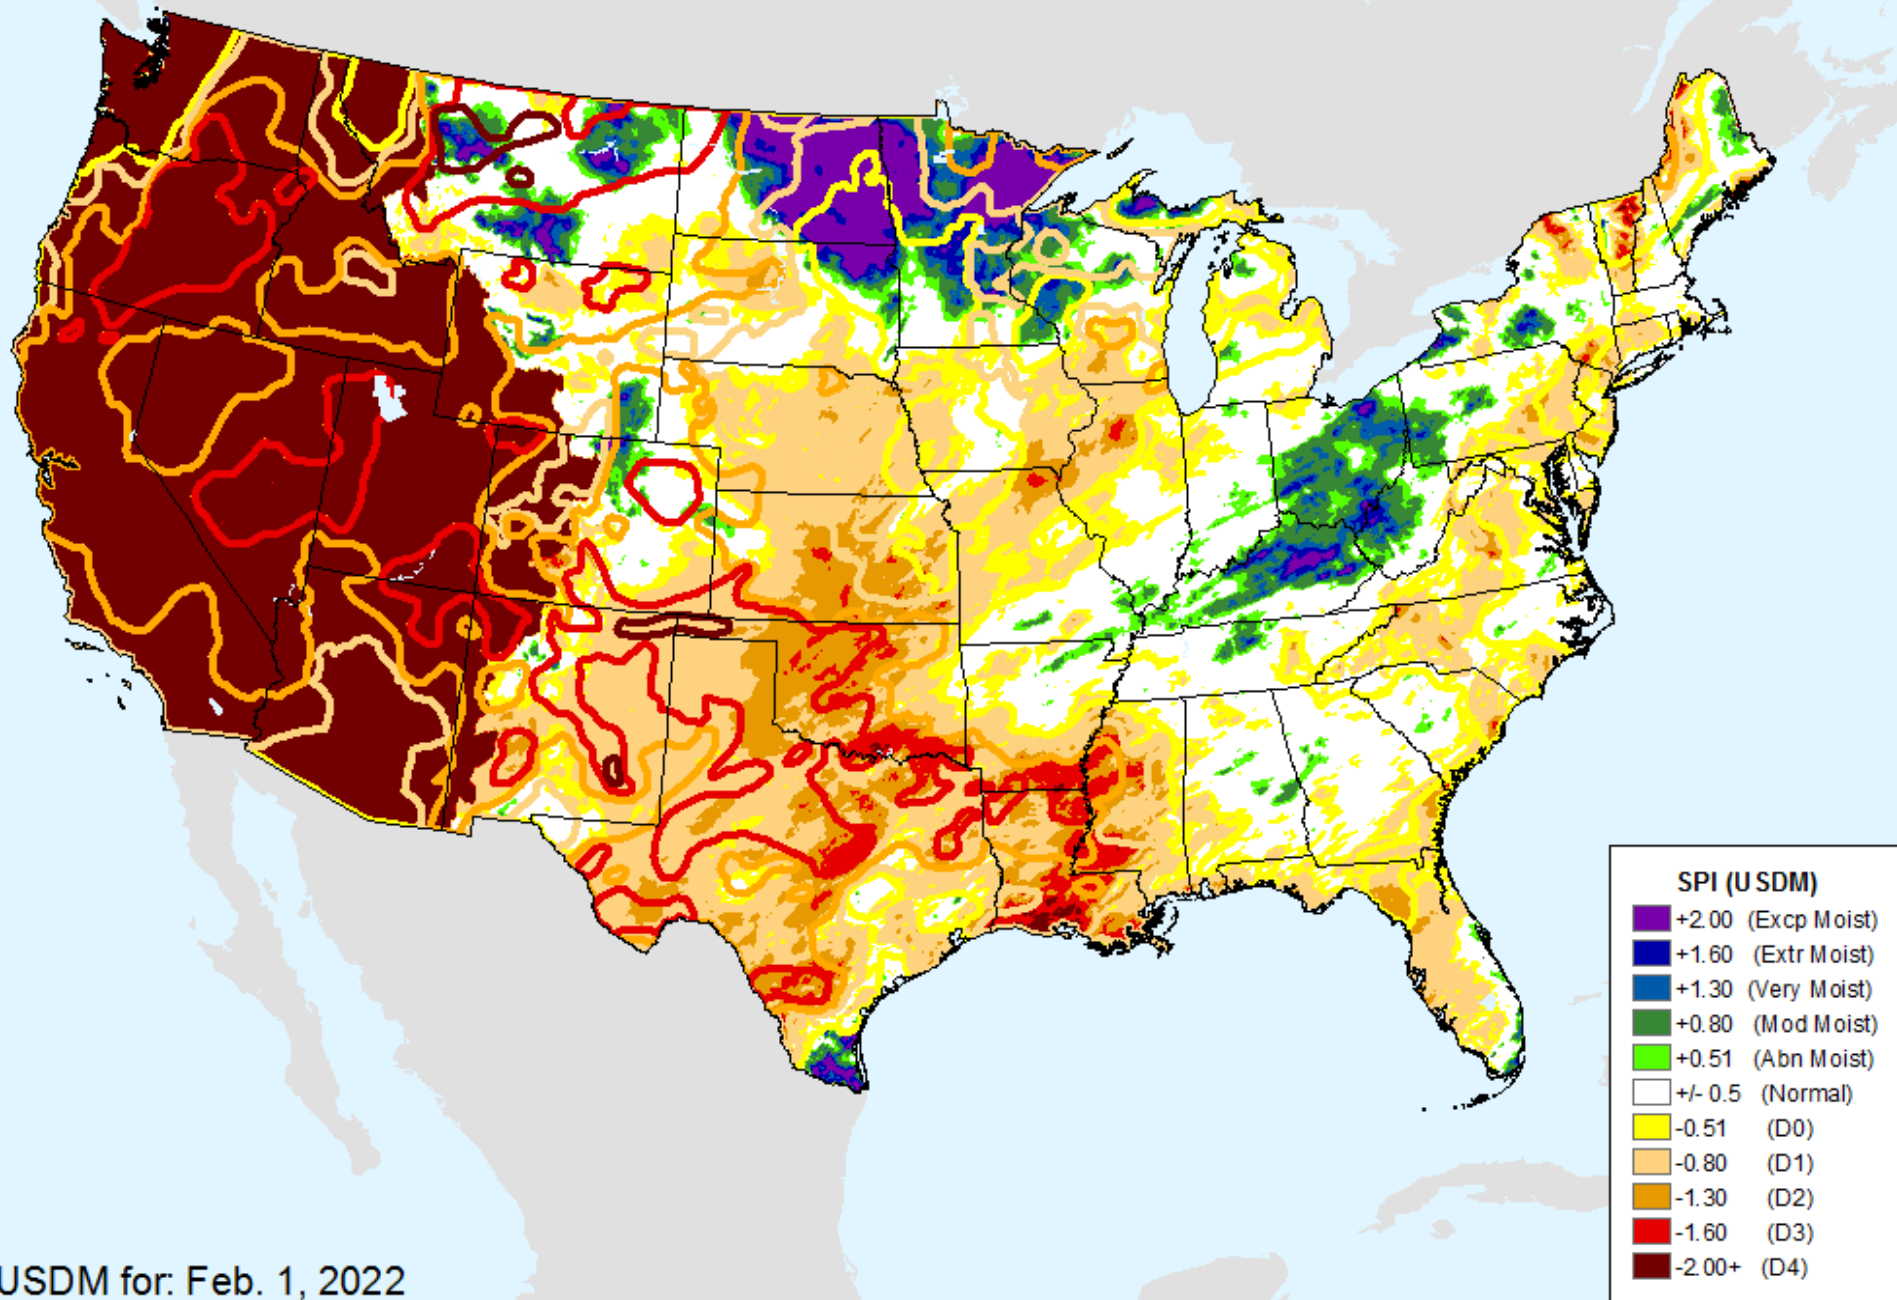 SPI (USDM)
+2.00 (Excp Moist)
+1.60 (Extr Moist)
+1.30 (Very Moist)
+0.80 (Mod Moist)
+0.51 (Abn Moist)
+/- 0.5 (Normal)
-0.51 (D0)
-0.80 (D1)
-1.30 (D2)
-1.60 (D3)
-2.00+ (D4)
USDM for: Feb. 1, 2022